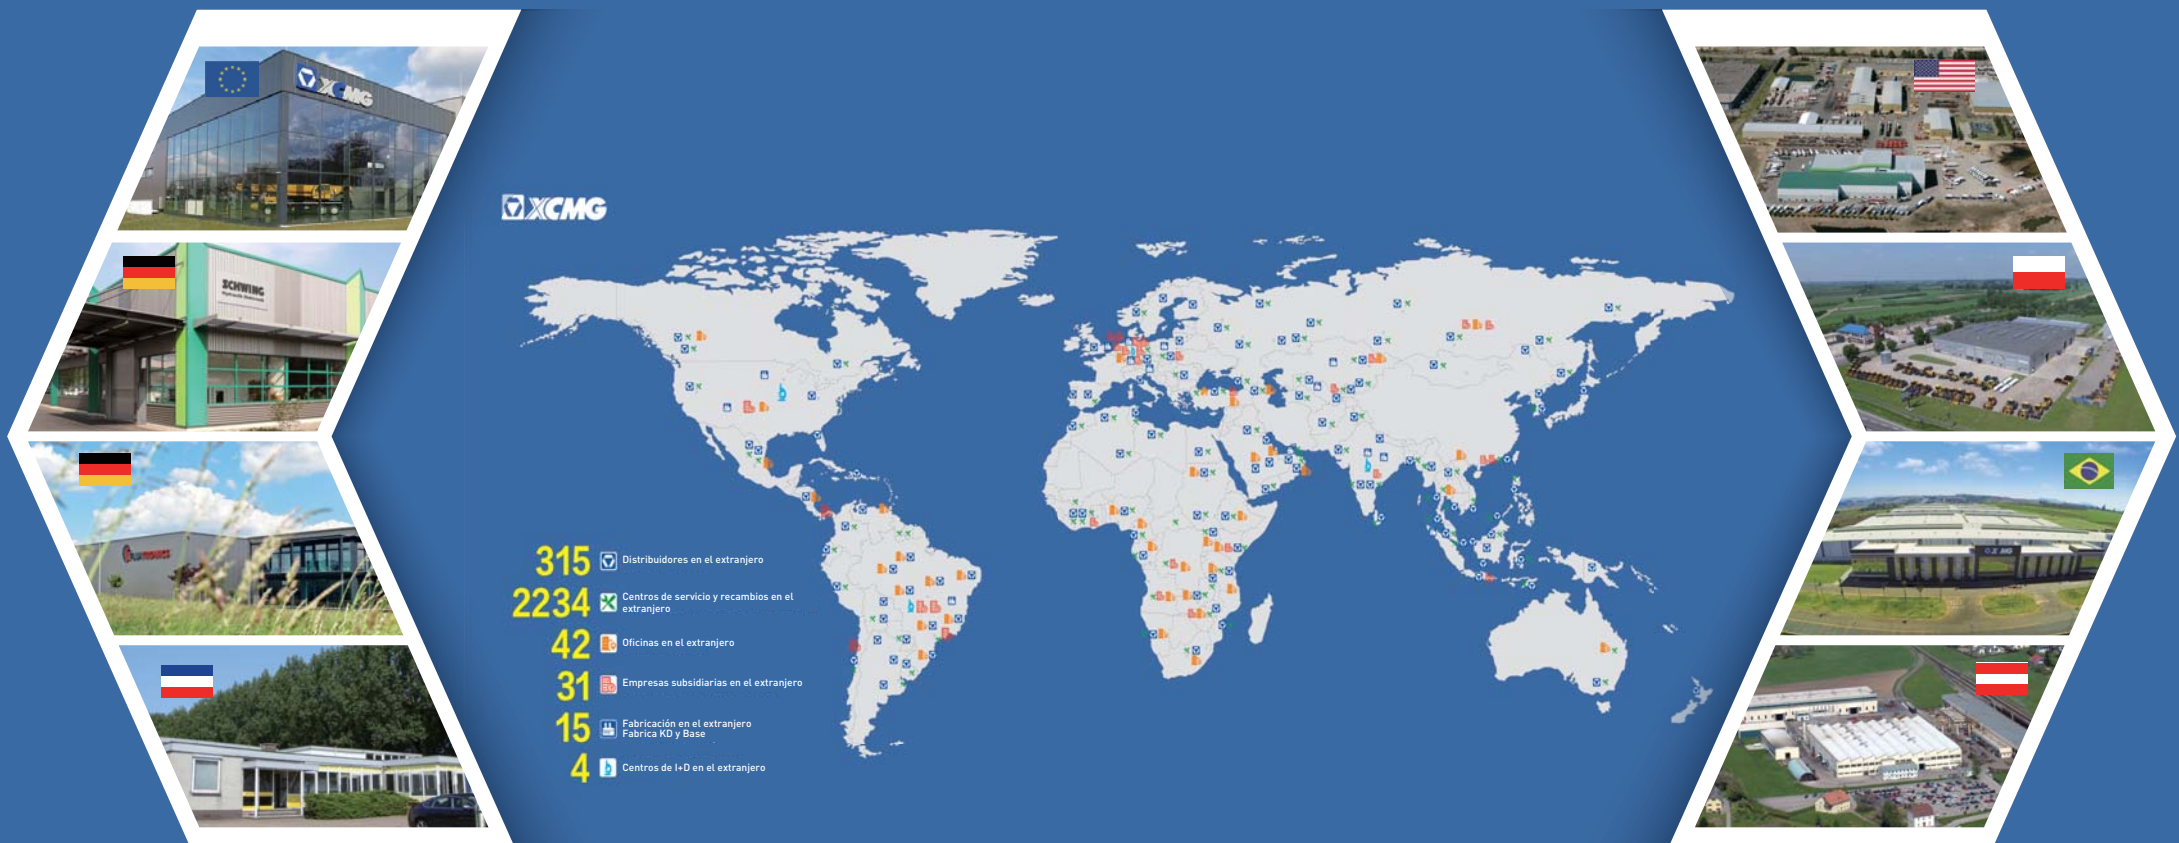 XCMG
SCHWING
Hydraulik Elektronik
XCMG
315 Distribuidores en el extranjero
2234 Centros de servicio y recambios en el
extranjero
42 Oficinas en el extranjero
31 Empresas subsidiarias en el extranjero
15 Fabricación en el extranjero
Fabrica KD y Base
4 Centros de I+D en el extranjero